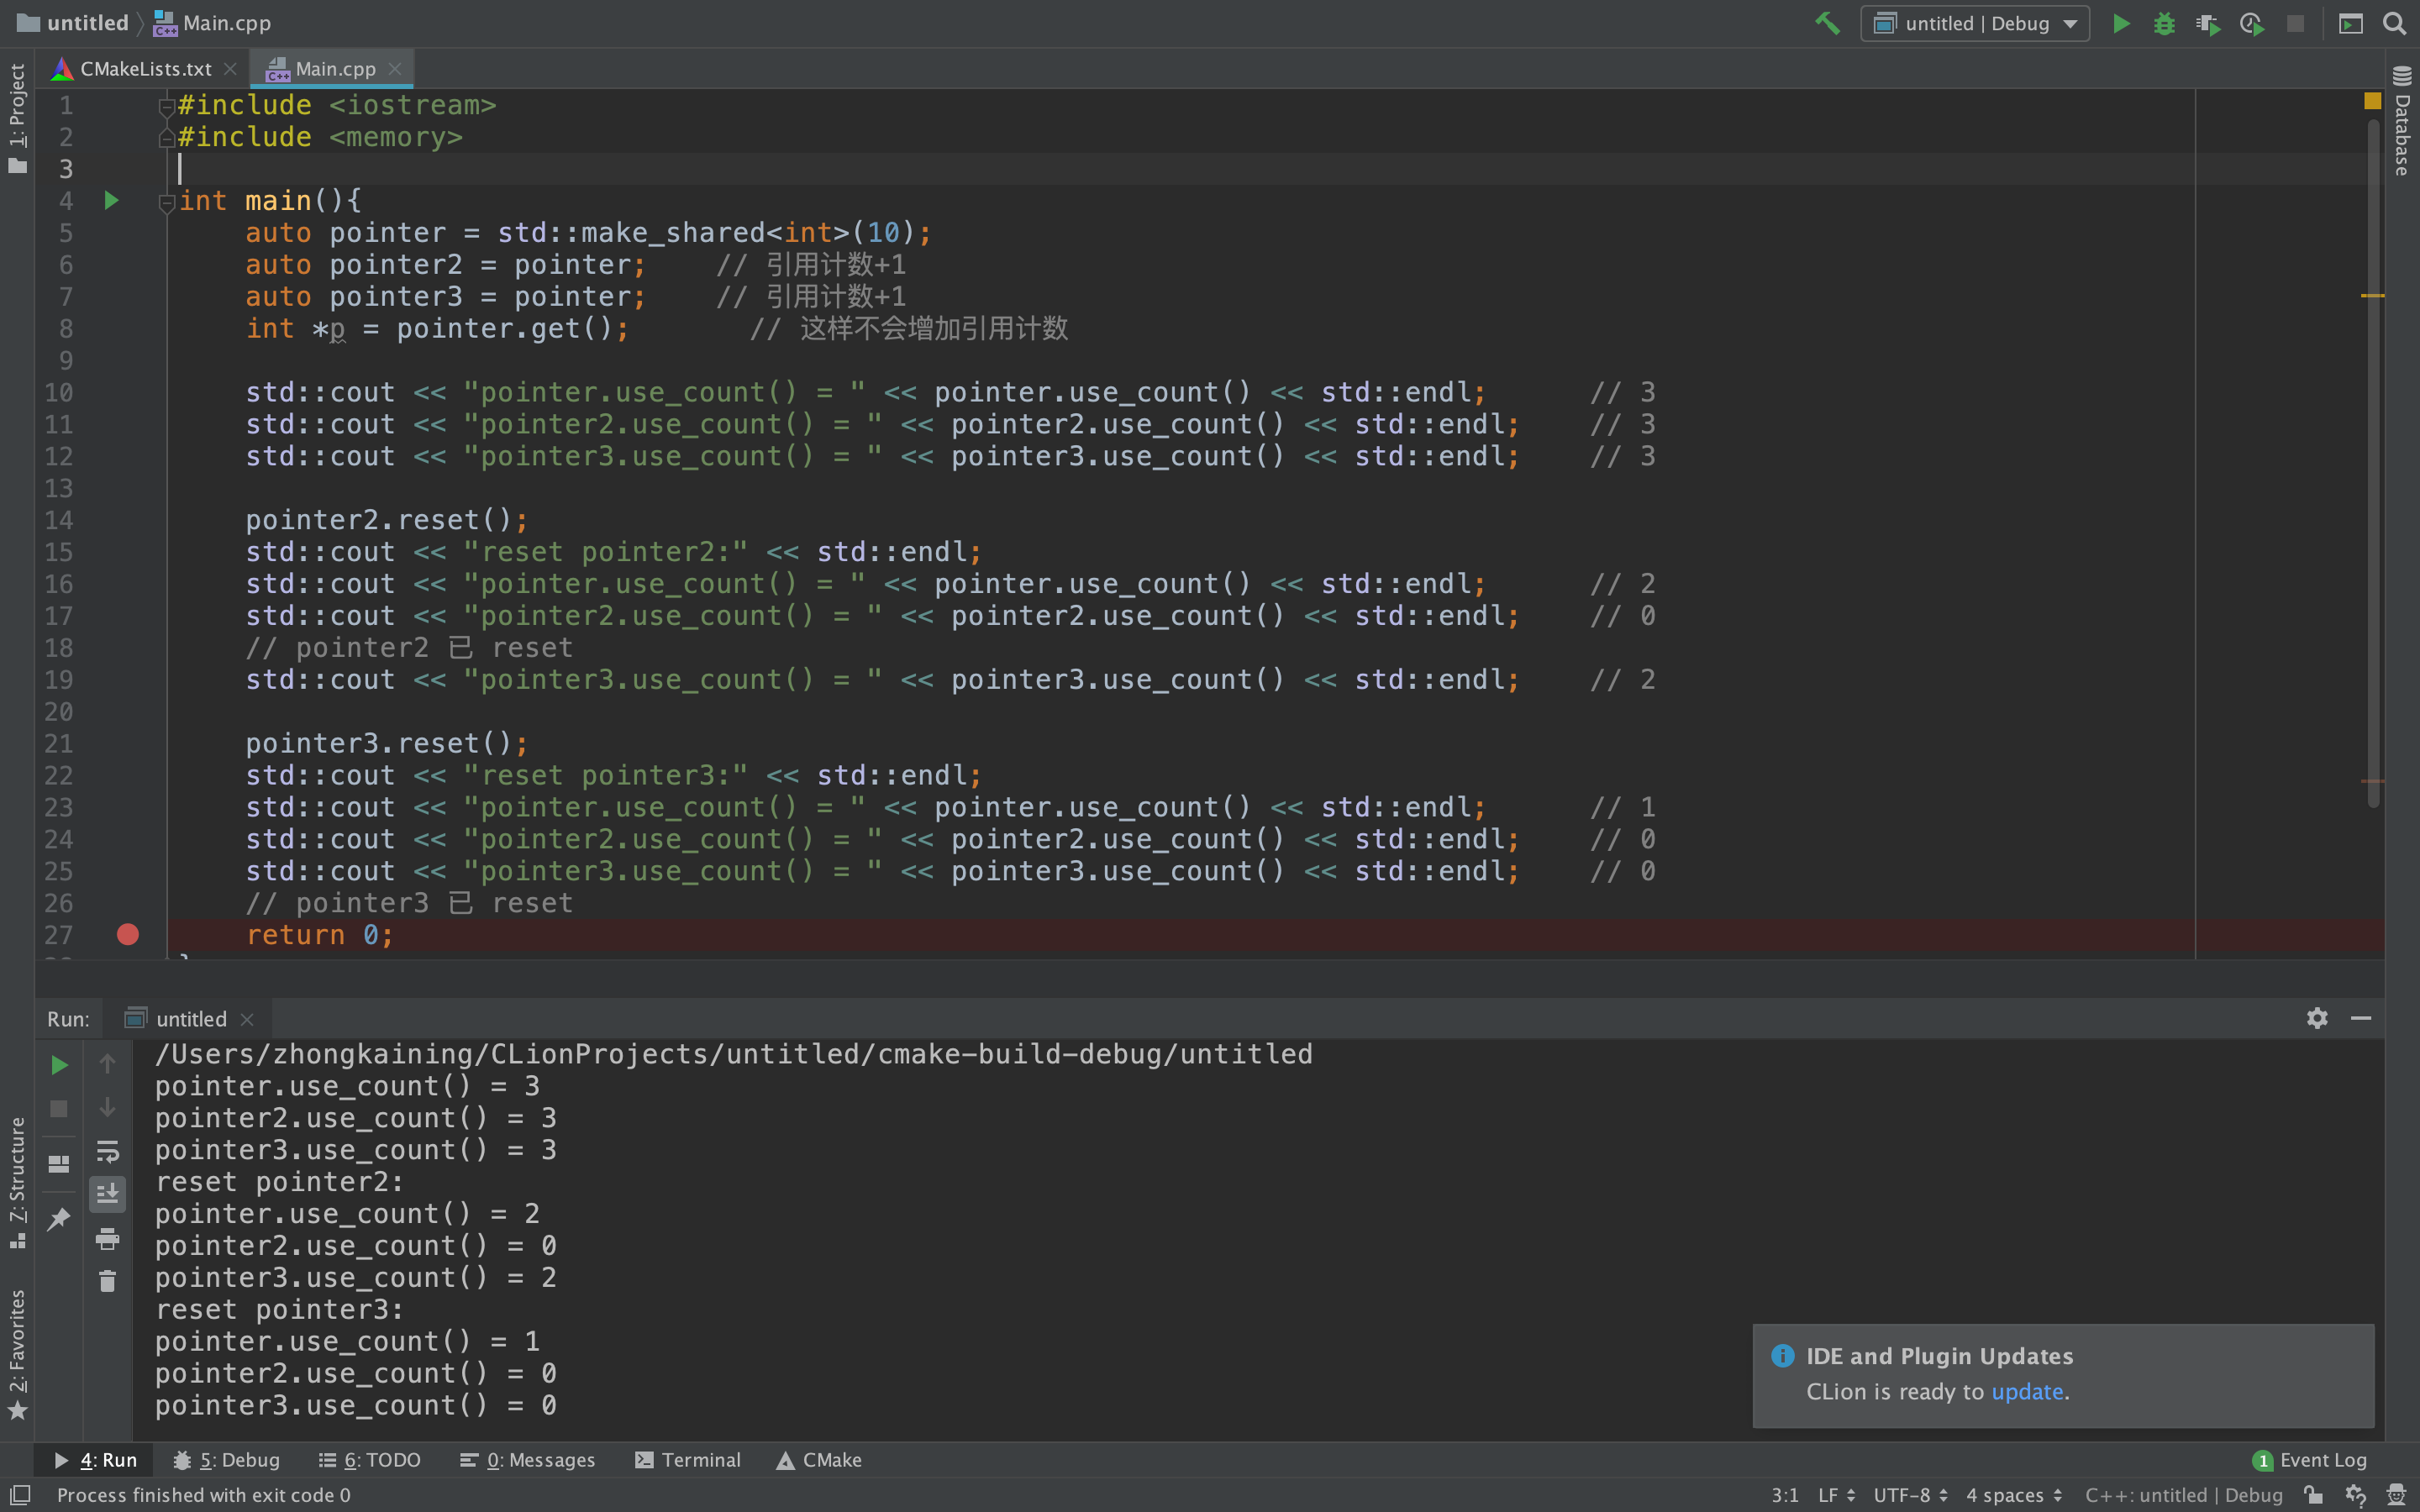 untitled Main.cpp untitled | Debug
CMakeLists.txt Main.cpp
1: Project
Database
1 #include <iostream>
2 #include <memory>
3
4 int main(){
5 auto pointer = std::make_shared<int>(10);
6 auto pointer2 = pointer; // 引用计数+1
7 auto pointer3 = pointer; // 引用计数+1
8 int *p = pointer.get(); // 这样不会增加引用计数
9
10 std::cout << "pointer.use_count() = " << pointer.use_count() << std::endl; // 3
11 std::cout << "pointer2.use_count() = " << pointer2.use_count() << std::endl; // 3
12 std::cout << "pointer3.use_count() = " << pointer3.use_count() << std::endl; // 3
13
14 pointer2.reset();
15 std::cout << "reset pointer2:" << std::endl;
16 std::cout << "pointer.use_count() = " << pointer.use_count() << std::endl; // 2
17 std::cout << "pointer2.use_count() = " << pointer2.use_count() << std::endl; // 0
18 // pointer2 已 reset
19 std::cout << "pointer3.use_count() = " << pointer3.use_count() << std::endl; // 2
20
21 pointer3.reset();
22 std::cout << "reset pointer3:" << std::endl;
23 std::cout << "pointer.use_count() = " << pointer.use_count() << std::endl; // 1
24 std::cout << "pointer2.use_count() = " << pointer2.use_count() << std::endl; // 0
25 std::cout << "pointer3.use_count() = " << pointer3.use_count() << std::endl; // 0
26 // pointer3 已 reset
27 return 0;
Run: untitled
/Users/zhongkaining/CLionProjects/untitled/cmake-build-debug/untitled
pointer.use_count() = 3
pointer2.use_count() = 3
pointer3.use_count() = 3
reset pointer2:
pointer.use_count() = 2
pointer2.use_count() = 0
pointer3.use_count() = 2
reset pointer3:
pointer.use_count() = 1
pointer2.use_count() = 0
pointer3.use_count() = 0
Z: Structure
2: Favorites
IDE and Plugin Updates
CLion is ready to update.
4: Run 5: Debug 6: TODO 0: Messages Terminal CMake 1 Event Log
Process finished with exit code 0 3:1 LF UTF-8 4 spaces C++: untitled | Debug